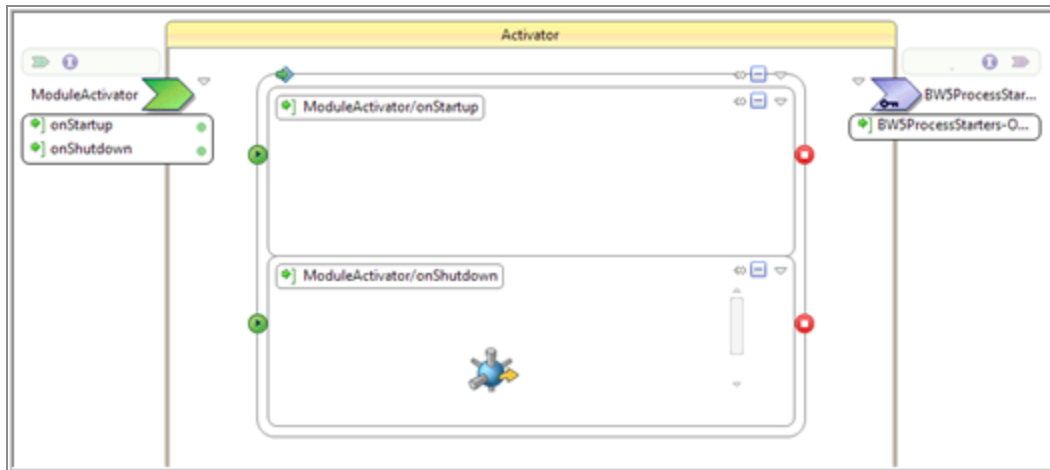 Activator
ModuleActivator
onStartup
onShutdown
ModuleActivator/onStartup
ModuleActivator/onShutdown
BW5ProcessStar...
BW5ProcessStarters-O...